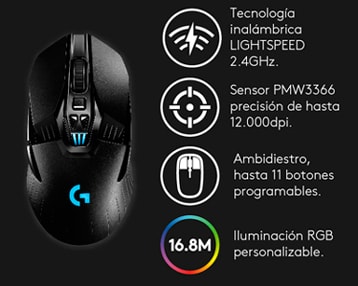 Tecnología
inalámbrica
LIGHTSPEED
2.4GHz.
Sensor PMW3366
precisión de hasta
12.000dpi.
Ambidiestro,
hasta 11 botones
programables.
16.8M
Iluminación RGB
personalizable.
G